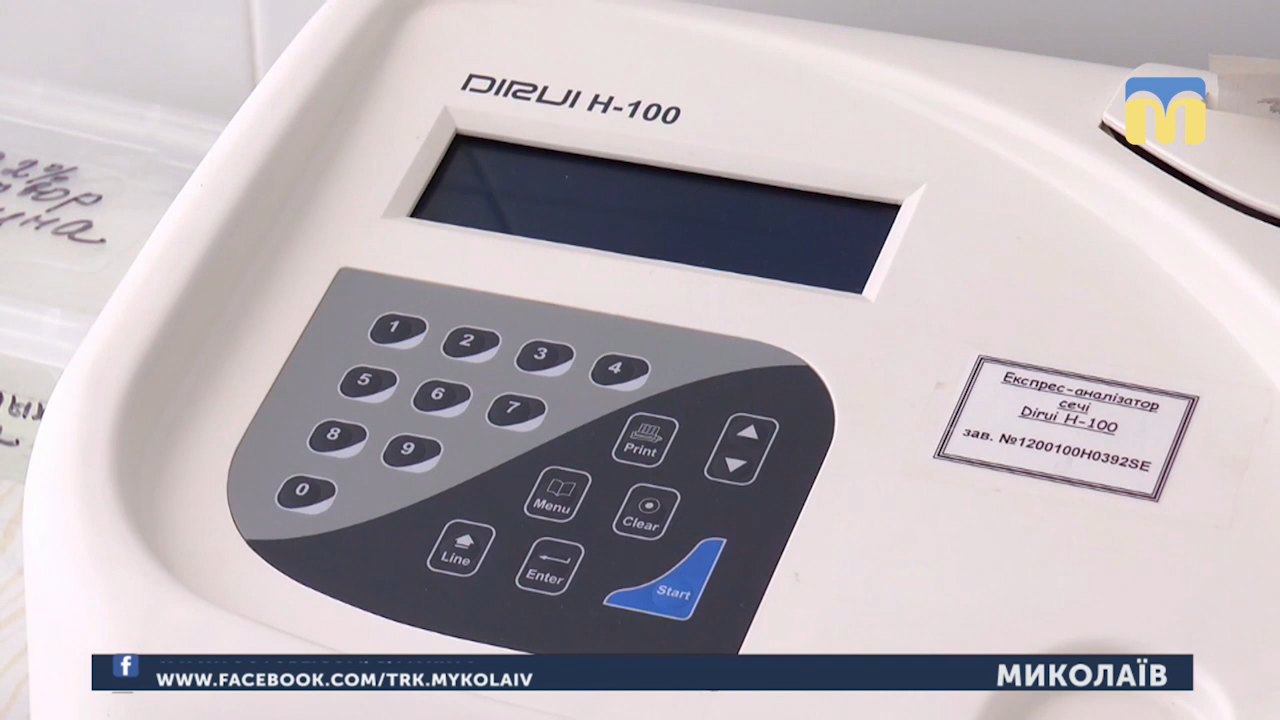 DIRUI H-100
2%
1
2
3
4
5
6
7
8
9
0
Print
Menu
Clear
Line
Enter
Start
Експрес-аналізатор
сечі
Dirui H-100
зав. №1200100H0392SE
WWW.FACEBOOK.COM/TRK.MYKOLAIV
МИКОЛАЇВ